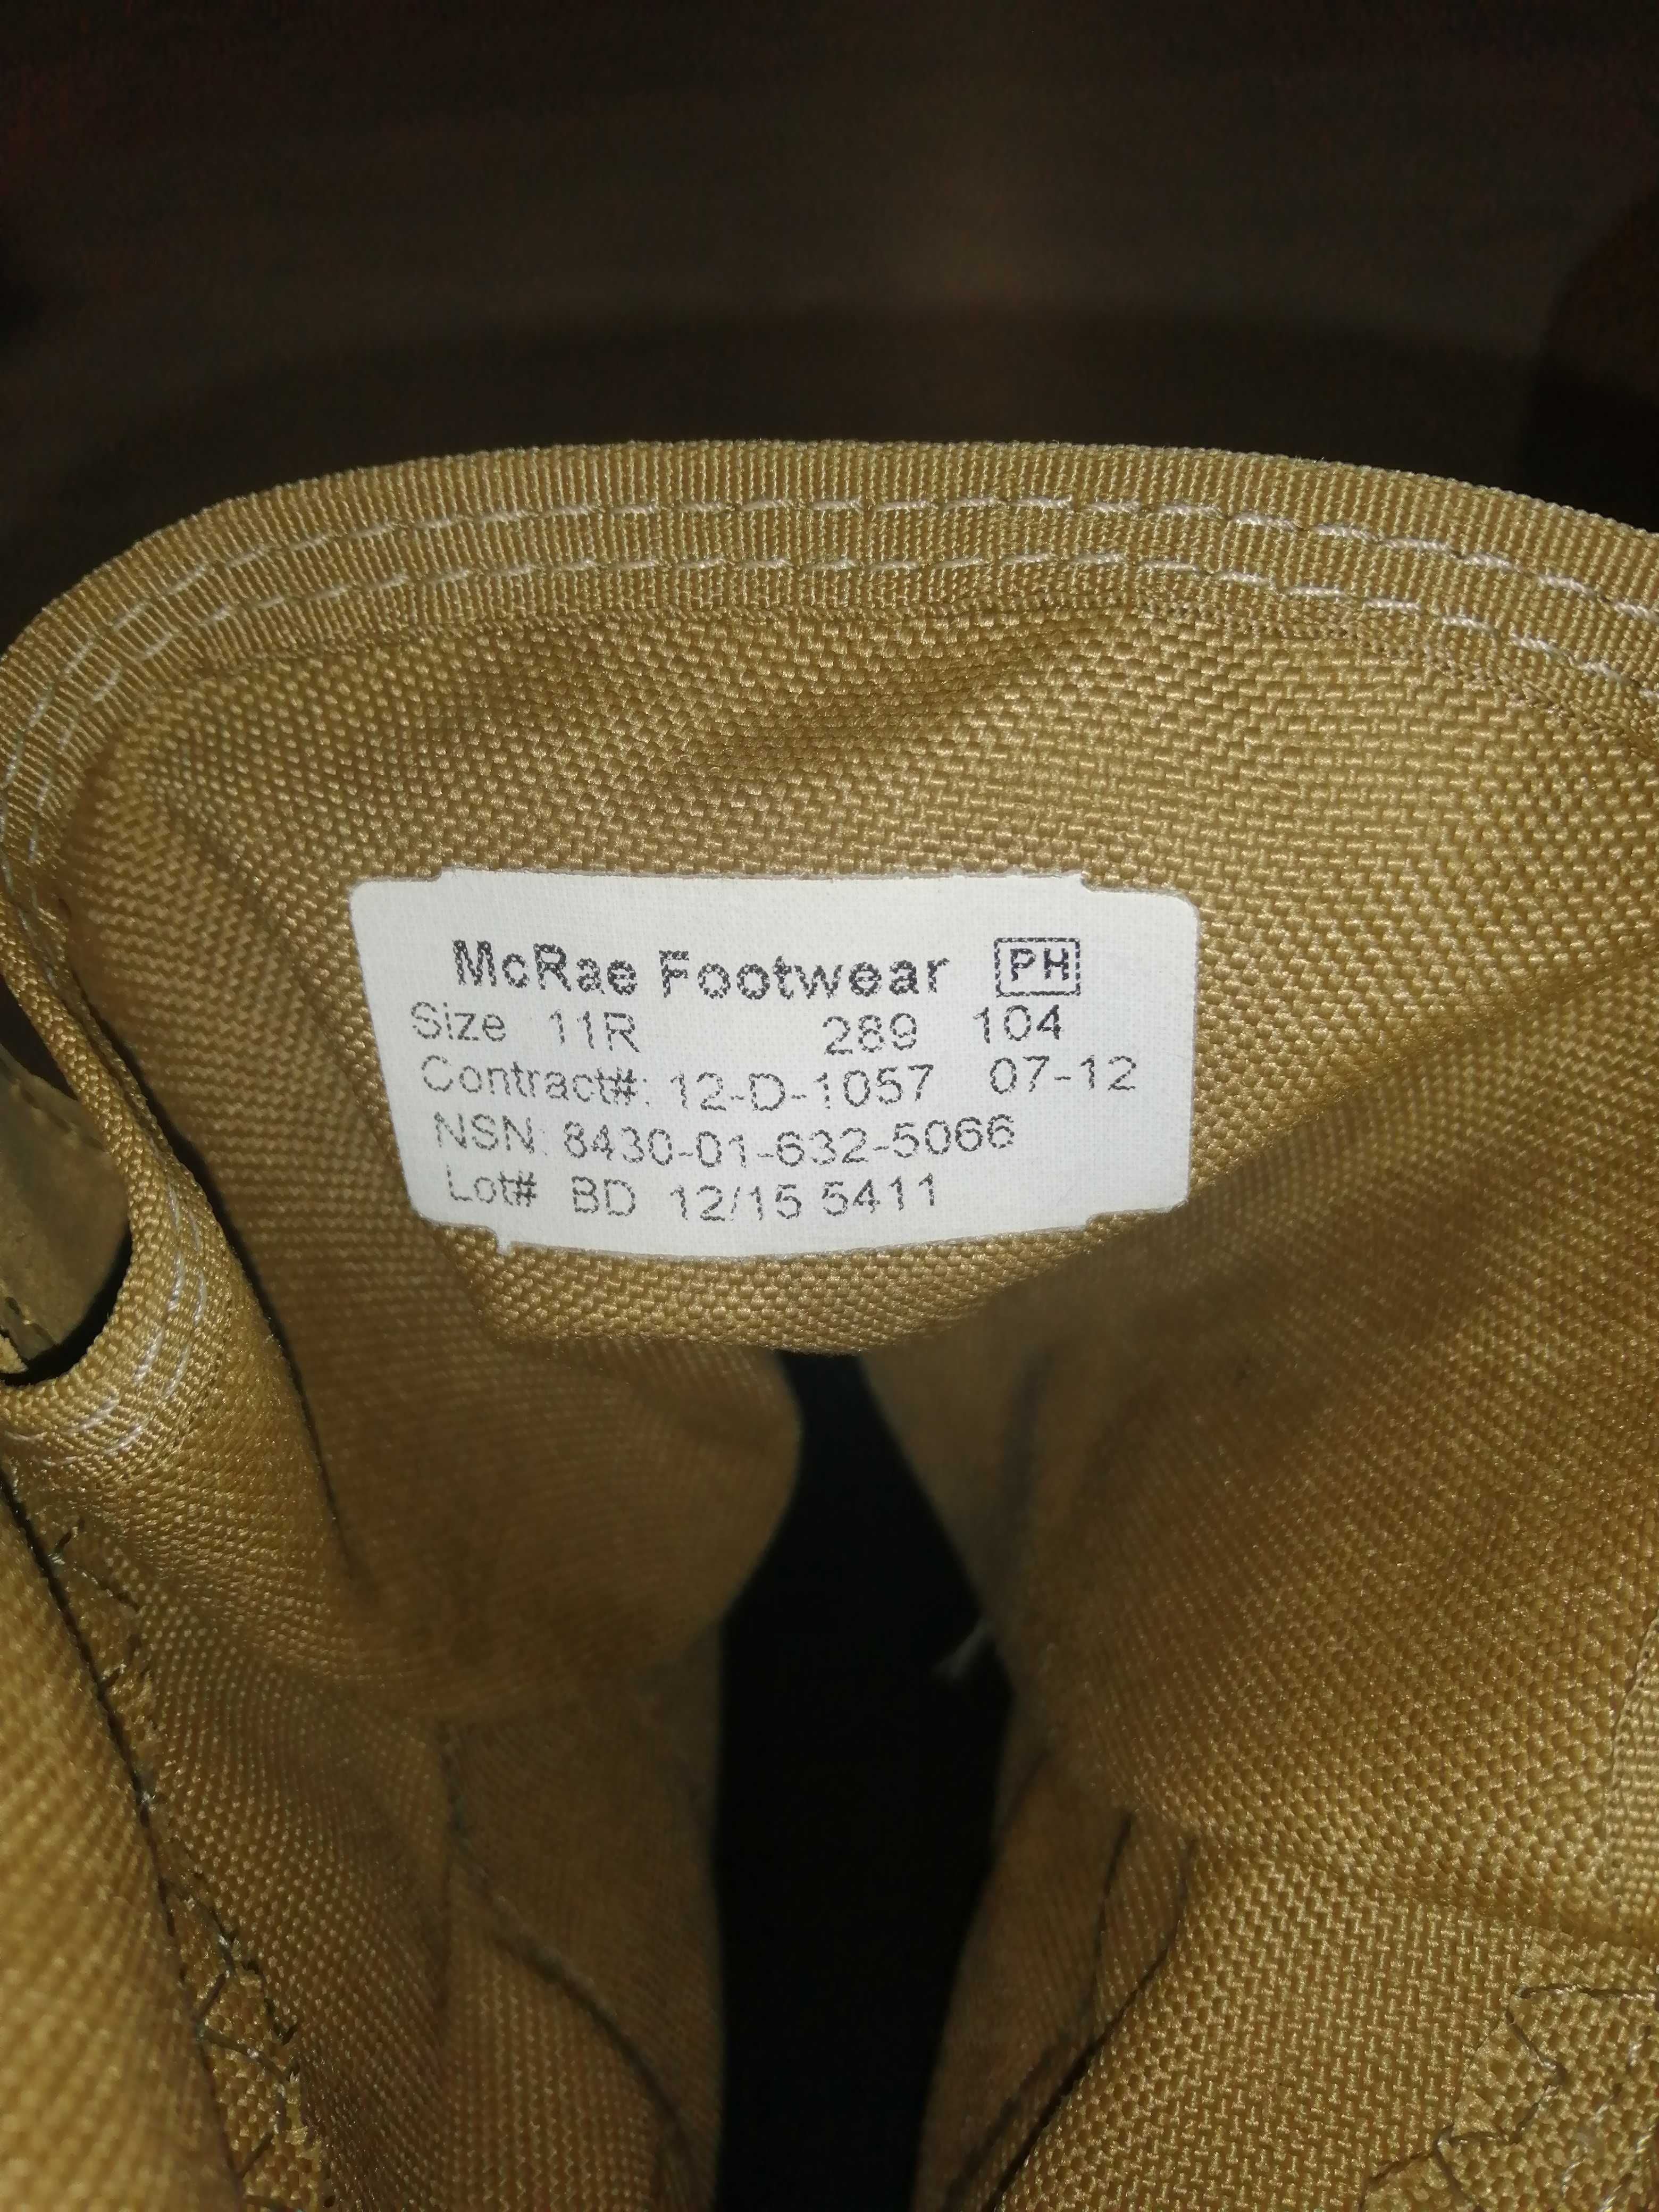 McRae Footwear PH
Size 11R 289 104
Contract#: 12-D-1057 07-12
NSN: 8430-01-632-5066
Lot# BD 12/15 5411